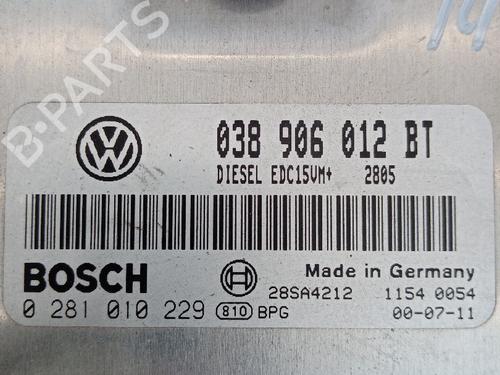 B-PARTS
038 906 012 BT
DIESEL EDC15VM+ 2805
BOSCH
Made in Germany
28SA4212 1154 0054
0 281 010 229 810 BPG 00-07-11